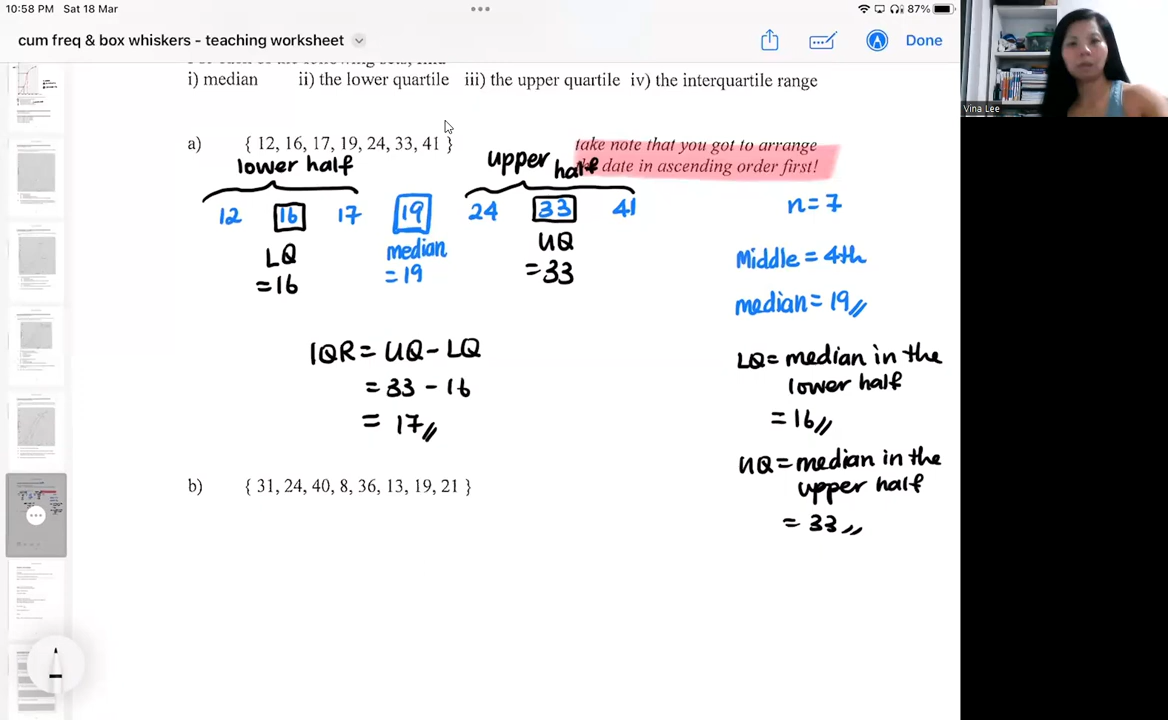 10:58 PM Sat 18 Mar
87%
cum freq & box whiskers - teaching worksheet
Done
i) median ii) the lower quartile iii) the upper quartile iv) the interquartile range
Vina Lee
a) { 12, 16, 17, 19, 24, 33, 41 }
take note that you got to arrange
date in ascending order first!
lower half
upper half
12 16 17 19 24 33 41
n=7
LQ
=16
median
=19
UQ
=33
Middle = 4th
median = 19
IQR = UQ - LQ
= 33 - 16
= 17
LQ = median in the
lower half
= 16
UQ = median in the
upper half
= 33
b) { 31, 24, 40, 8, 36, 13, 19, 21 }